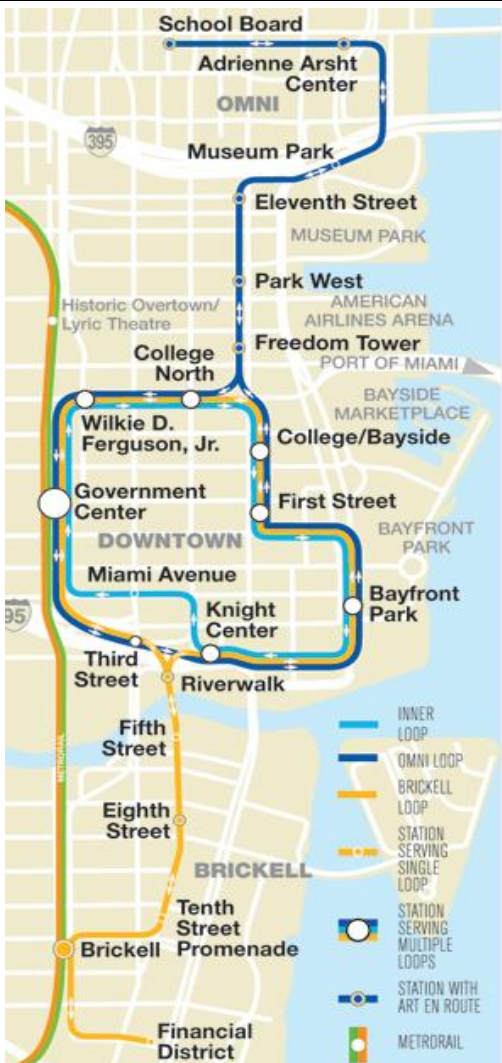 School Board
Adrienne Arsht
Center
OMNI
395
Museum Park
Eleventh Street
MUSEUM PARK
Park West
Historic Overtown/
Lyric Theatre
AMERICAN
AIRLINES ARENA
Freedom Tower
College
North
PORT OF MIAMI
BAYSIDE
MARKETPLACE
Wilkie D.
Ferguson, Jr.
College/Bayside
Government
Center
First Street
DOWNTOWN
BAYFRONT
PARK
Miami Avenue
Bayfront
Park
Knight
Center
95
Third
Street
Riverwalk
INNER
LOOP
Fifth
Street
OMNI LOOP
METRORAIL
BRICKELL
LOOP
Eighth
Street
STATION
SERVING
SINGLE
LOOP
BRICKELL
Tenth
Street
Promenade
STATION
SERVING
MULTIPLE
LOOPS
Brickell
STATION WITH
ART EN ROUTE
Financial
District
METRORAIL